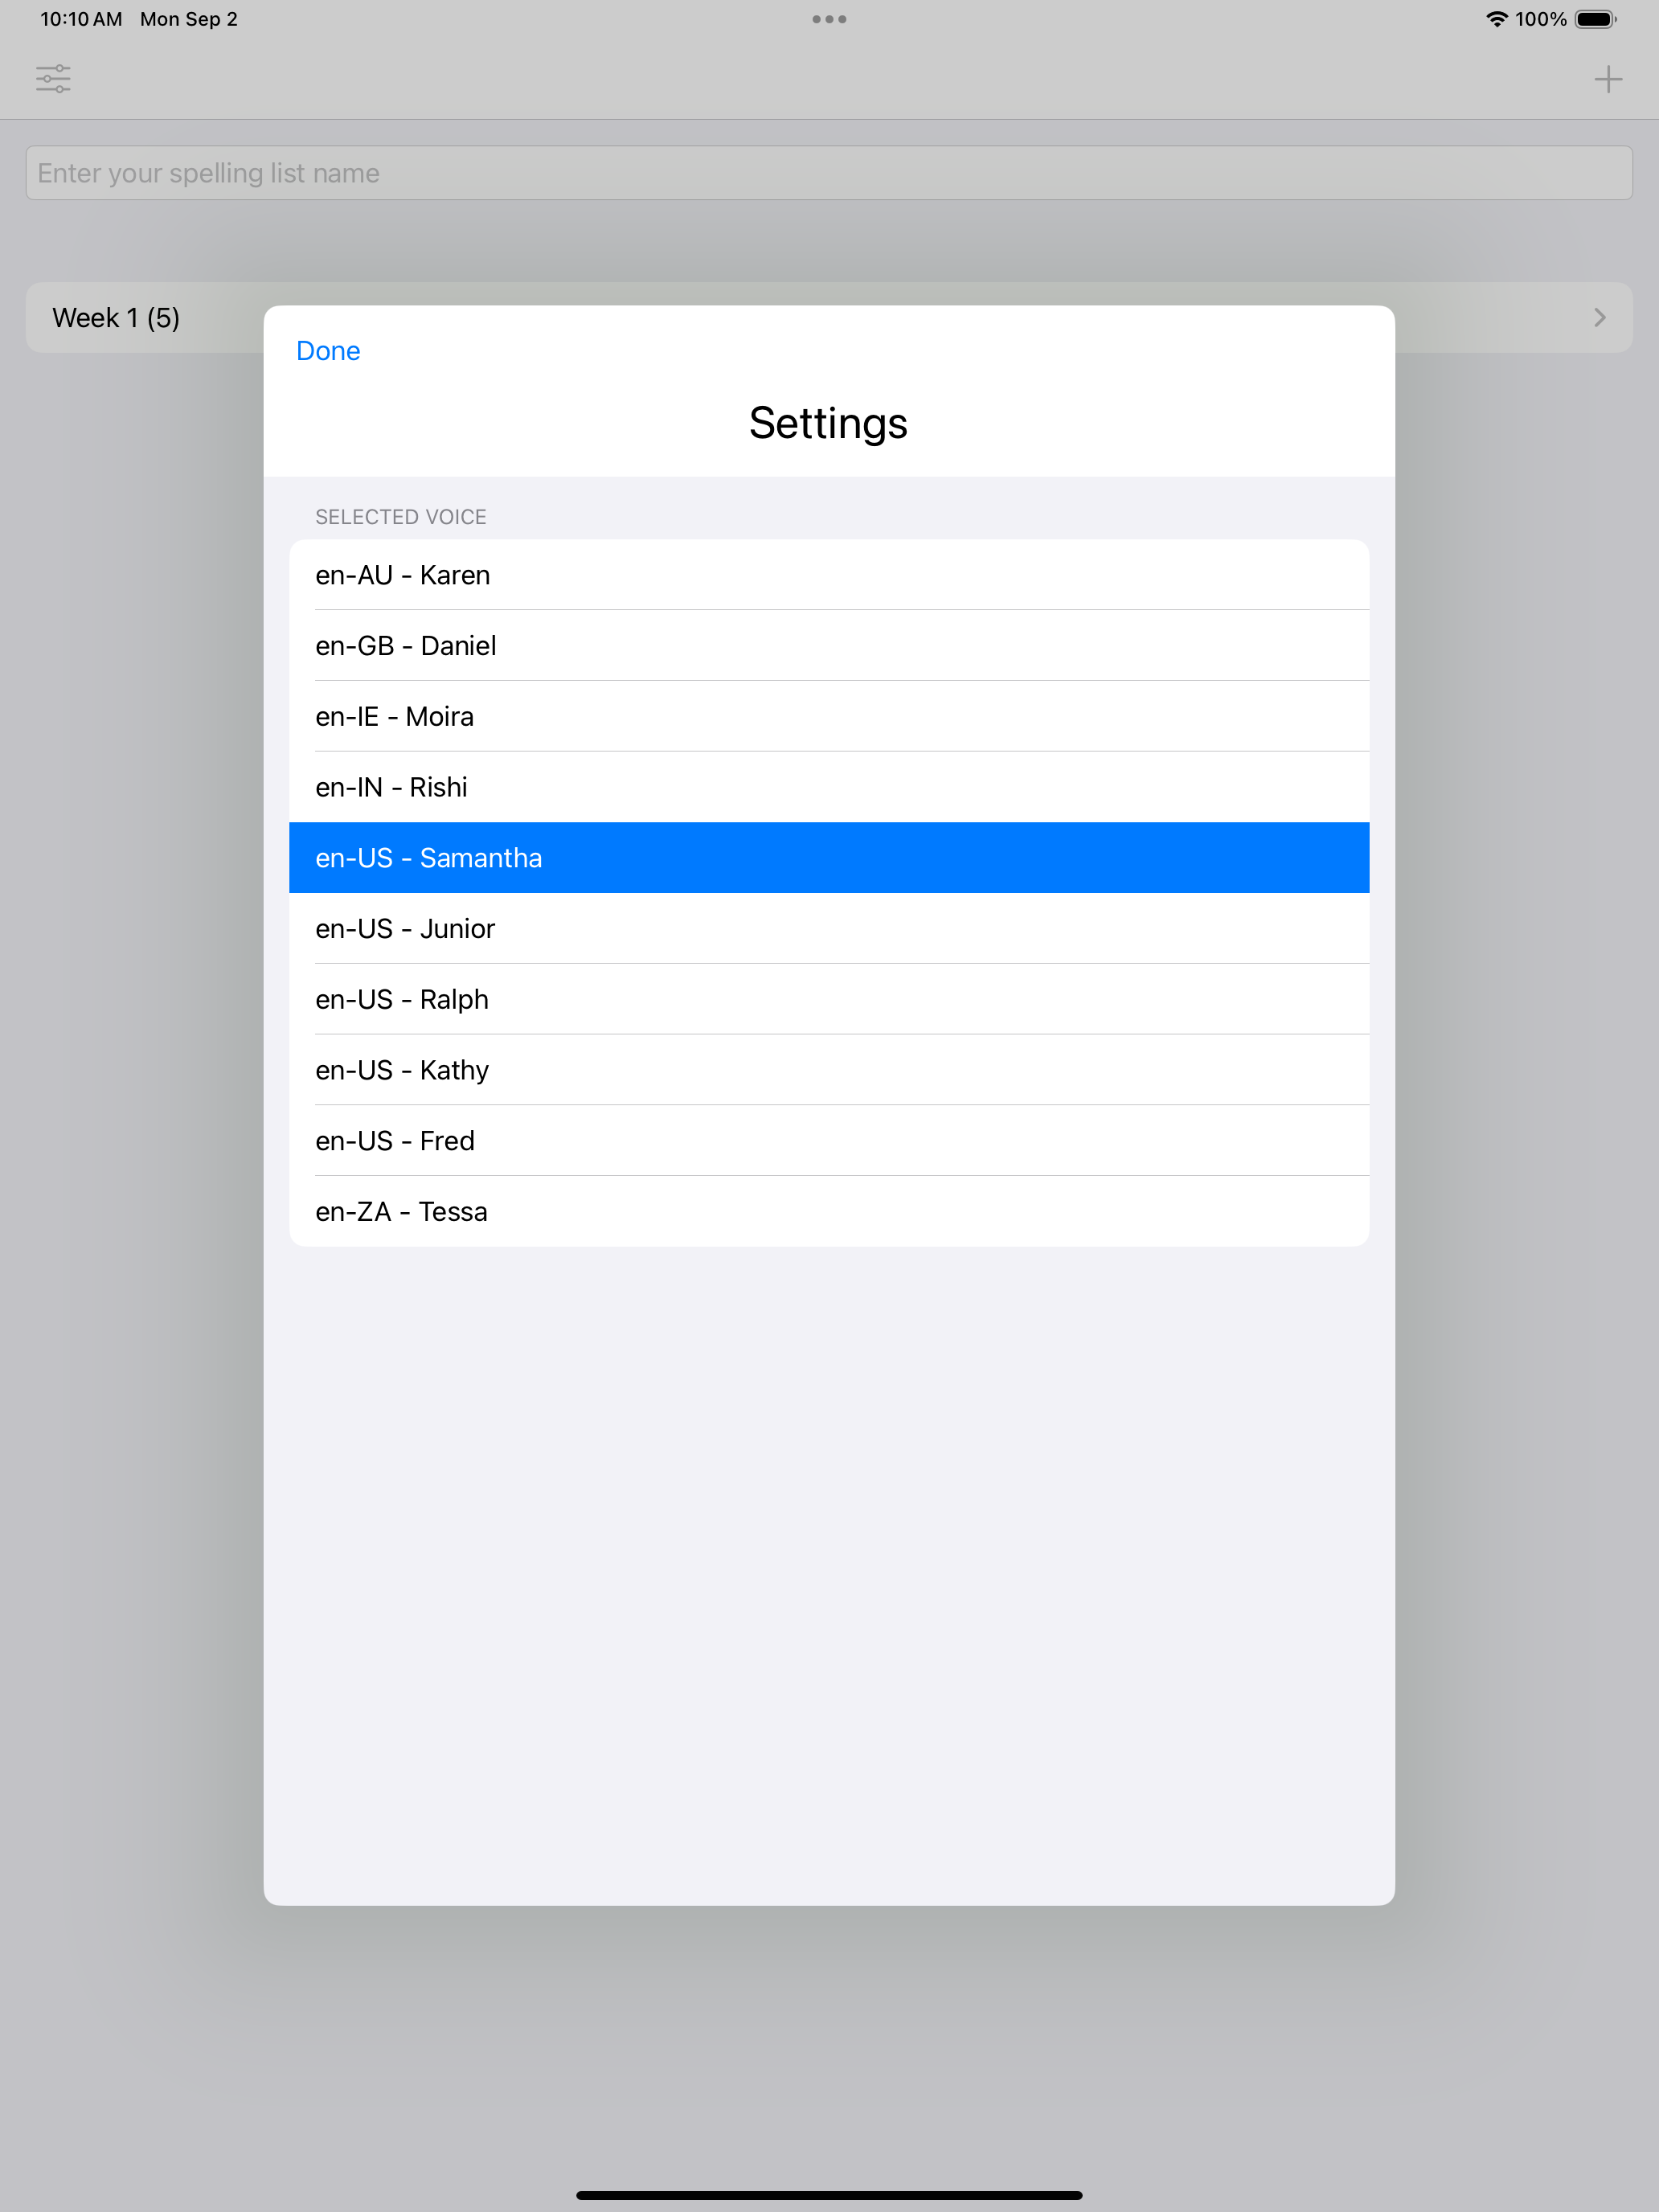 10:10 AM Mon Sep 2
100%
Enter your spelling list name
Week 1 (5)
Done
Settings
SELECTED VOICE
en-AU - Karen
en-GB - Daniel
en-IE - Moira
en-IN - Rishi
en-US - Samantha
en-US - Junior
en-US - Ralph
en-US - Kathy
en-US - Fred
en-ZA - Tessa